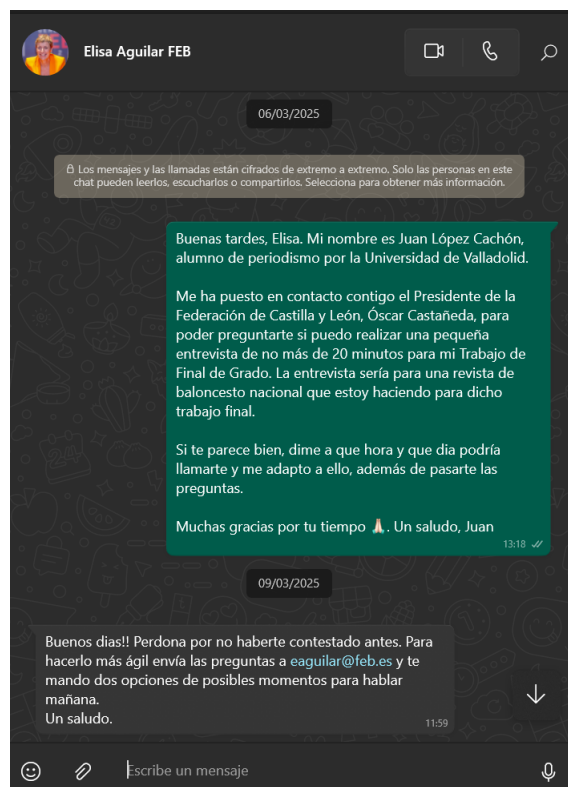 Elisa Aguilar FEB
06/03/2025
Los mensajes y las llamadas están cifrados de extremo a extremo. Solo las personas en este
chat pueden leerlos, escucharlos o compartirlos. Selecciona para obtener más información.
Buenas tardes, Elisa. Mi nombre es Juan López Cachón,
alumno de periodismo por la Universidad de Valladolid.
Me ha puesto en contacto contigo el Presidente de la
Federación de Castilla y León, Óscar Castañeda, para
poder preguntarte si puedo realizar una pequeña
entrevista de no más de 20 minutos para mi Trabajo de
Final de Grado. La entrevista sería para una revista de
baloncesto nacional que estoy haciendo para dicho
trabajo final.
Si te parece bien, dime a que hora y que dia podría
llamarte y me adapto a ello, además de pasarte las
preguntas.
Muchas gracias por tu tiempo 🙏🏻. Un saludo, Juan
13:18
09/03/2025
Buenos dias!! Perdona por no haberte contestado antes. Para
hacerlo más ágil envía las preguntas a eaguilar@feb.es y te
mando dos opciones de posibles momentos para hablar
mañana.
Un saludo.
11:59
Escribe un mensaje